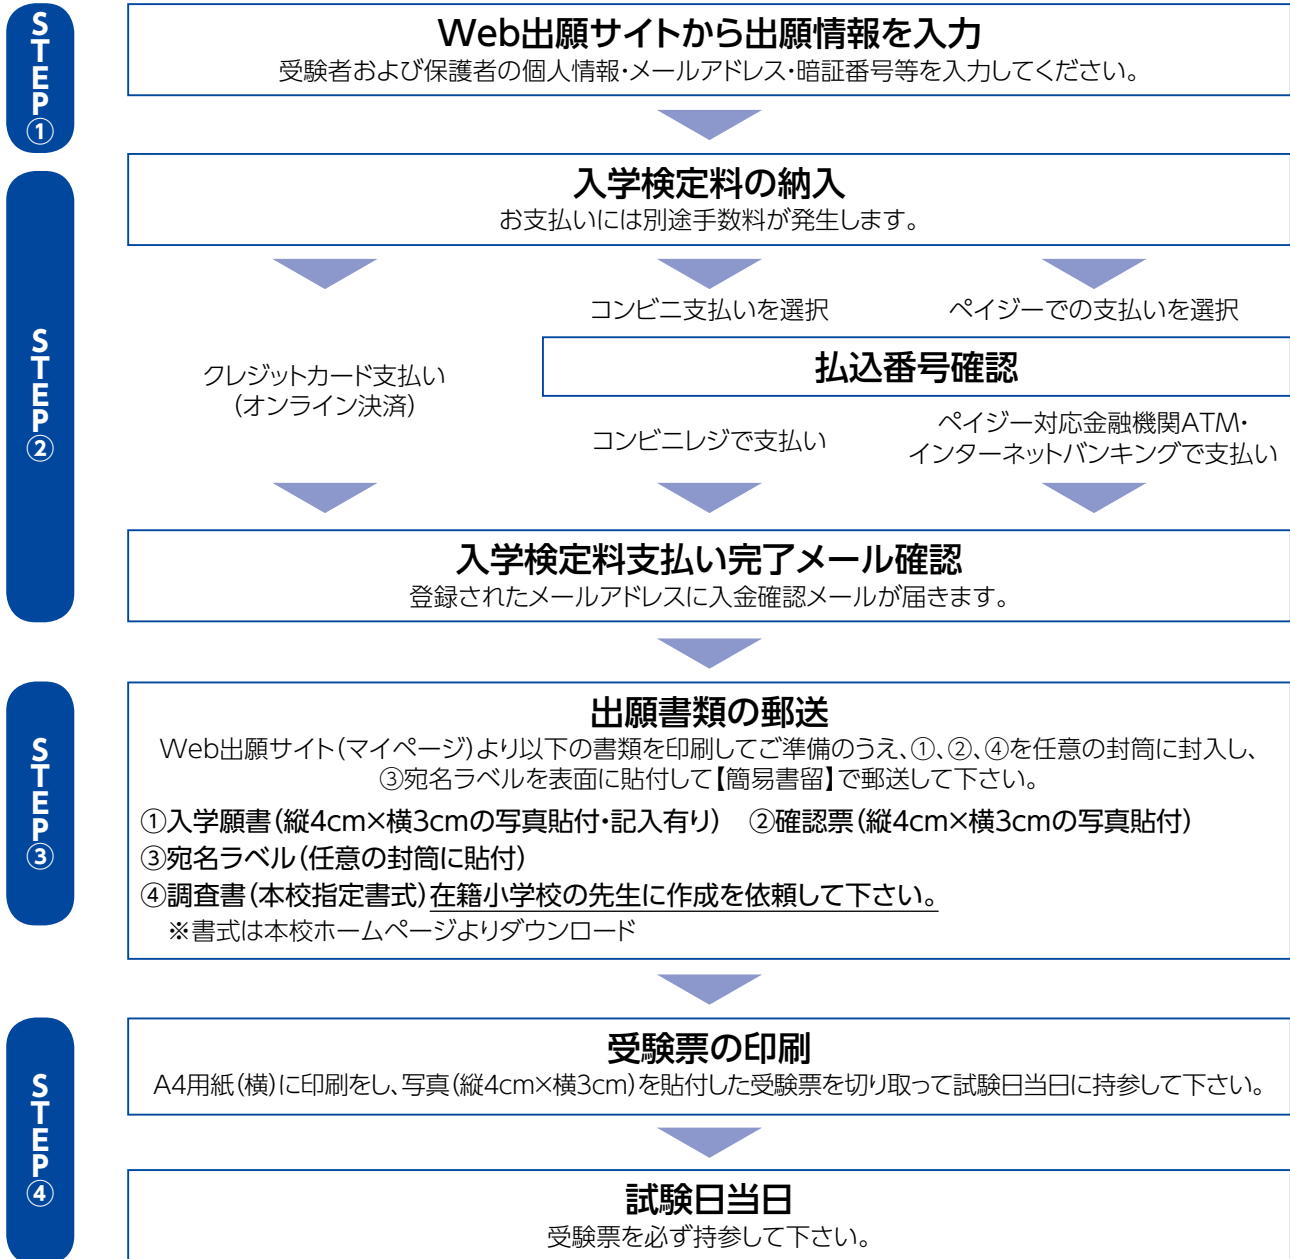 STEP①
Web出願サイトから出願情報を入力
受験者および保護者の個人情報・メールアドレス・暗証番号等を入力してください。
STEP②
入学検定料の納入
お支払いには別途手数料が発生します。
クレジットカード支払い
(オンライン決済)
コンビニ支払いを選択
ペイジーでの支払いを選択
払込番号確認
コンビニレジで支払い
ペイジー対応金融機関ATM・
インターネットバンキングで支払い
入学検定料支払い完了メール確認
登録されたメールアドレスに入金確認メールが届きます。
STEP③
出願書類の郵送
Web出願サイト(マイページ)より以下の書類を印刷してご準備のうえ、①、②、④を任意の封筒に封入し、
③宛名ラベルを表面に貼付して【簡易書留】で郵送して下さい。
①入学願書(縦4cm×横3cmの写真貼付・記入有り)　②確認票(縦4cm×横3cmの写真貼付)
③宛名ラベル(任意の封筒に貼付)
④調査書(本校指定書式)在籍小学校の先生に作成を依頼して下さい。
※書式は本校ホームページよりダウンロード
STEP④
受験票の印刷
A4用紙(横)に印刷をし、写真(縦4cm×横3cm)を貼付した受験票を切り取って試験日当日に持参して下さい。
試験日当日
受験票を必ず持参して下さい。